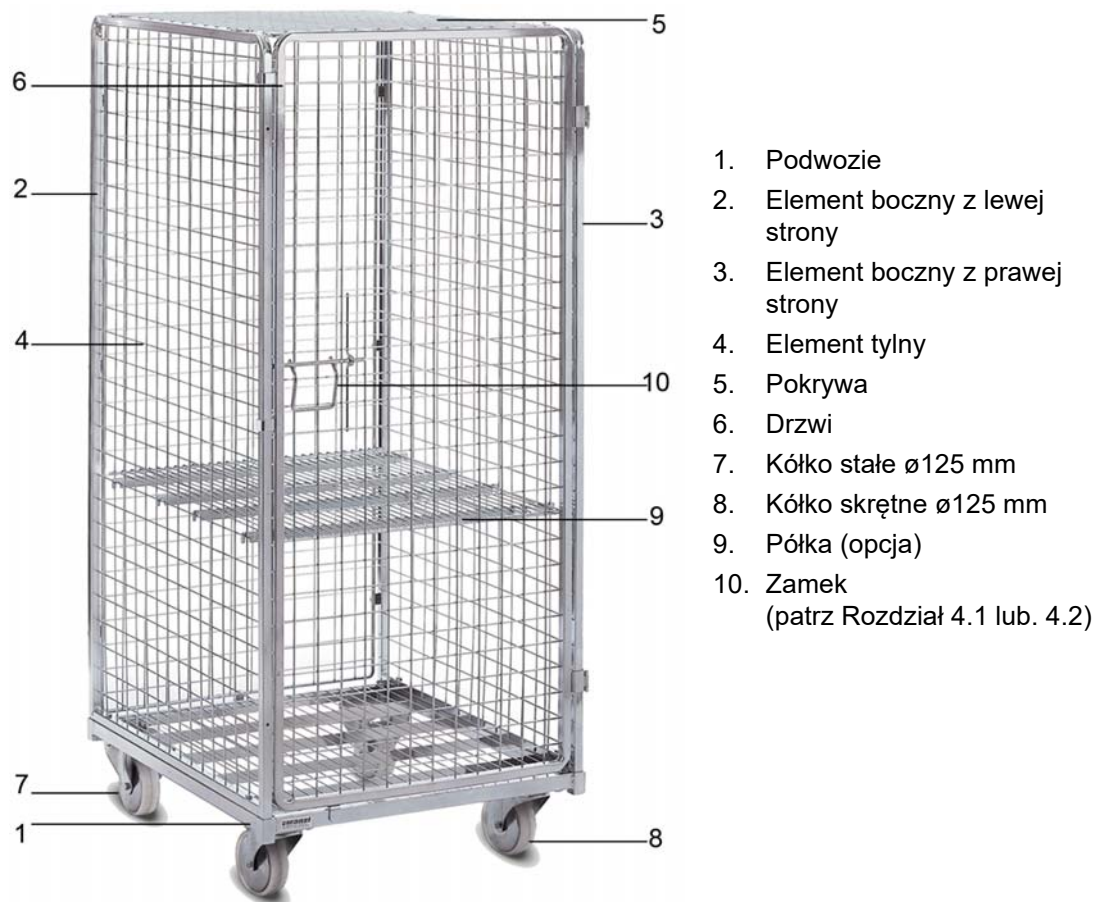 5
6
2
3
4
10
9
7
1
8
1. Podwozie
2. Element boczny z lewej
strony
3. Element boczny z prawej
strony
4. Element tylny
5. Pokrywa
6. Drzwi
7. Kółko stałe ø125 mm
8. Kółko skrętne ø125 mm
9. Półka (opcja)
10. Zamek
(patrz Rozdział 4.1 lub. 4.2)